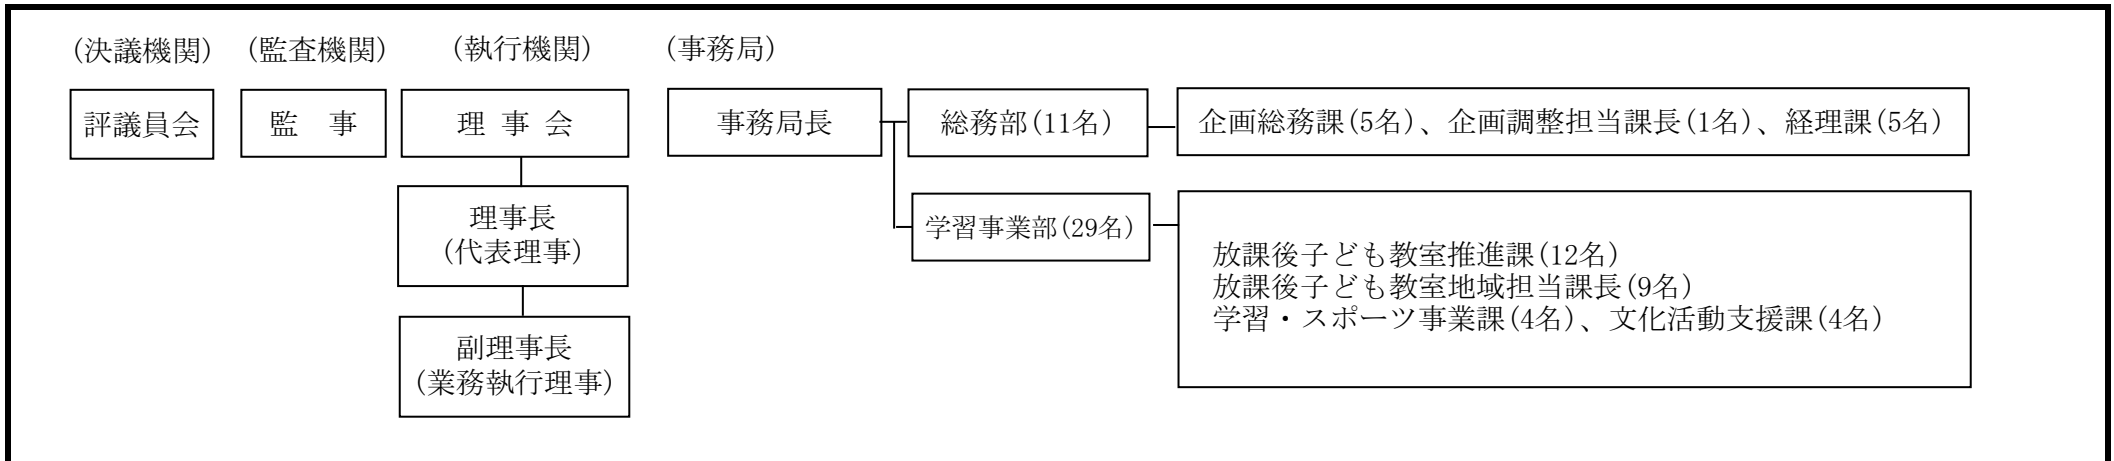 (決議機関) (監査機関) (執行機関) (事務局)
評議員会 監　事 理 事 会 事務局長 総務部(11名) 企画総務課(5名)、企画調整担当課長(1名)、経理課(5名)
理事長
(代表理事)
副理事長
(業務執行理事)
学習事業部(29名)
放課後子ども教室推進課(12名)
放課後子ども教室地域担当課長(9名)
学習・スポーツ事業課(4名)、文化活動支援課(4名)